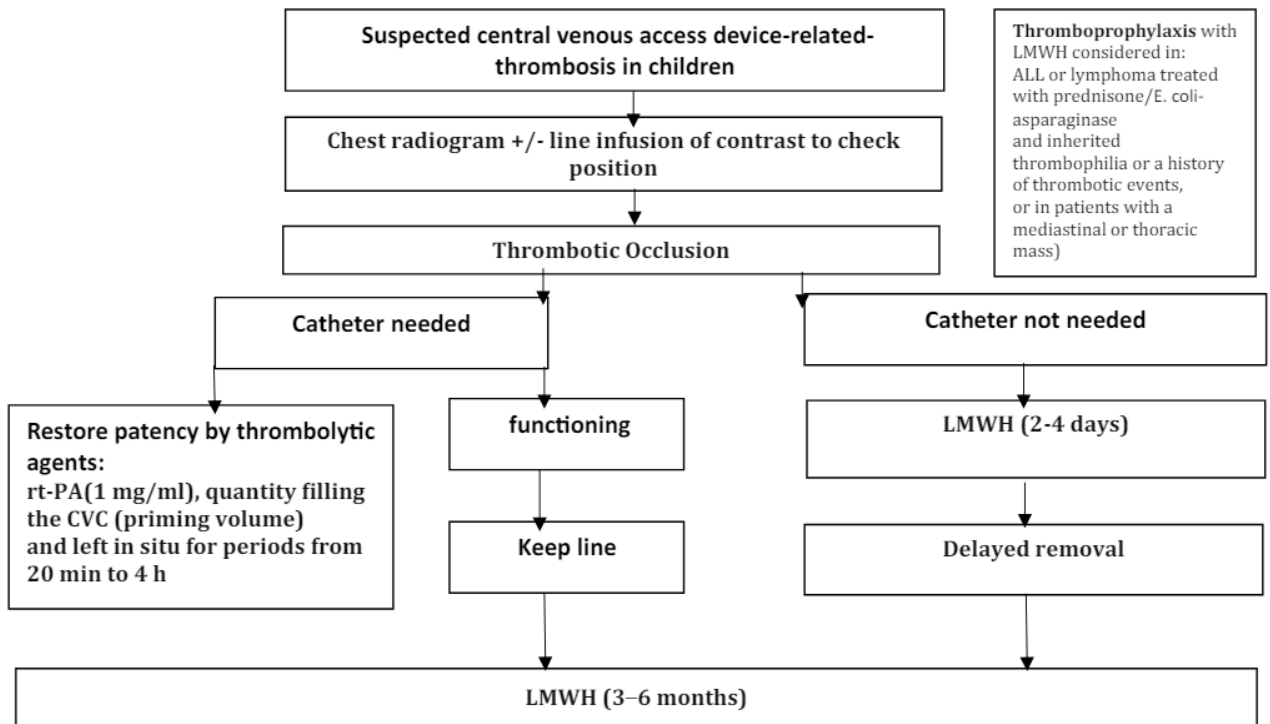 Suspected central venous access device-related-
thrombosis in children
Thromboprophylaxis with
LMWH considered in:
ALL or lymphoma treated
with prednisone/E. coli-
asparaginase
and inherited
thrombophilia or a history
of thrombotic events,
or in patients with a
mediastinal or thoracic
mass)
Chest radiogram +/- line infusion of contrast to check
position
Thrombotic Occlusion
Catheter needed
Catheter not needed
Restore patency by thrombolytic
agents:
rt-PA(1 mg/ml), quantity filling
the CVC (priming volume)
and left in situ for periods from
20 min to 4 h
functioning
LMWH (2-4 days)
Keep line
Delayed removal
LMWH (3–6 months)